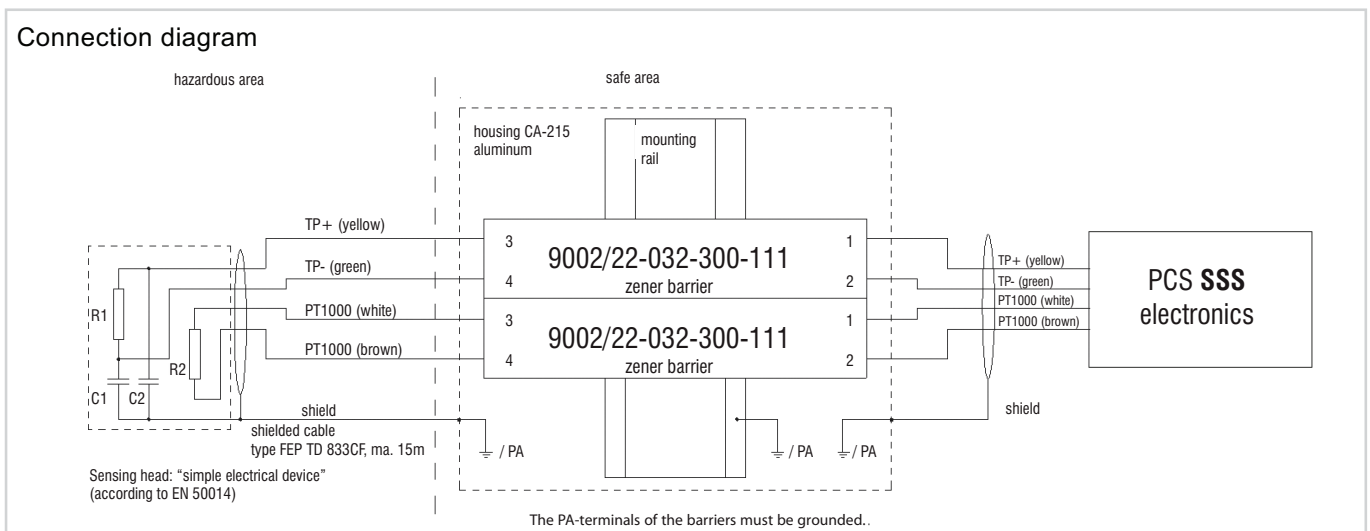 Connection diagram
hazardous area
safe area
housing CA-215
aluminum
mounting
rail
TP+ (yellow)
TP- (green)
PT1000 (white)
PT1000 (brown)
3
4
9002/22-032-300-111
zener barrier
1
2
3
4
9002/22-032-300-111
zener barrier
1
2
TP+ (yellow)
TP- (green)
PT1000 (white)
PT1000 (brown)
PCS SSS
electronics
R1
R2
C1
C2
shield
shielded cable
type FEP TD 833CF, ma. 15m
/ PA
/ PA
/ PA
shield
Sensing head: “simple electrical device”
(according to EN 50014)
The PA-terminals of the barriers must be grounded..